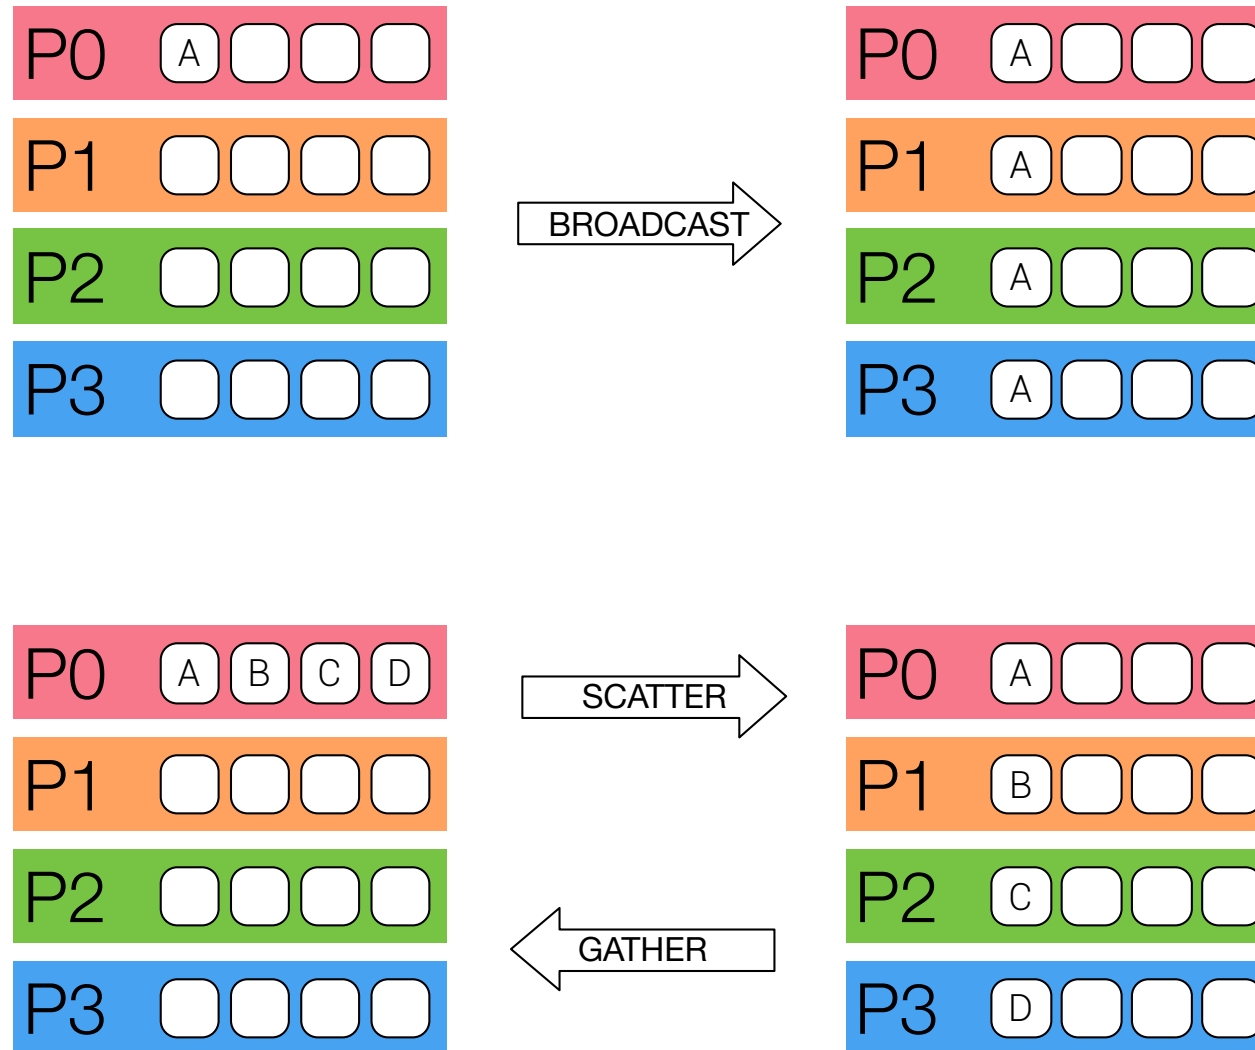 P0 A
P1
P2
P3
BROADCAST
P0 A
P1 A
P2 A
P3 A
P0 A B C D
P1
P2
P3
SCATTER
GATHER
P0 A
P1 B
P2 C
P3 D